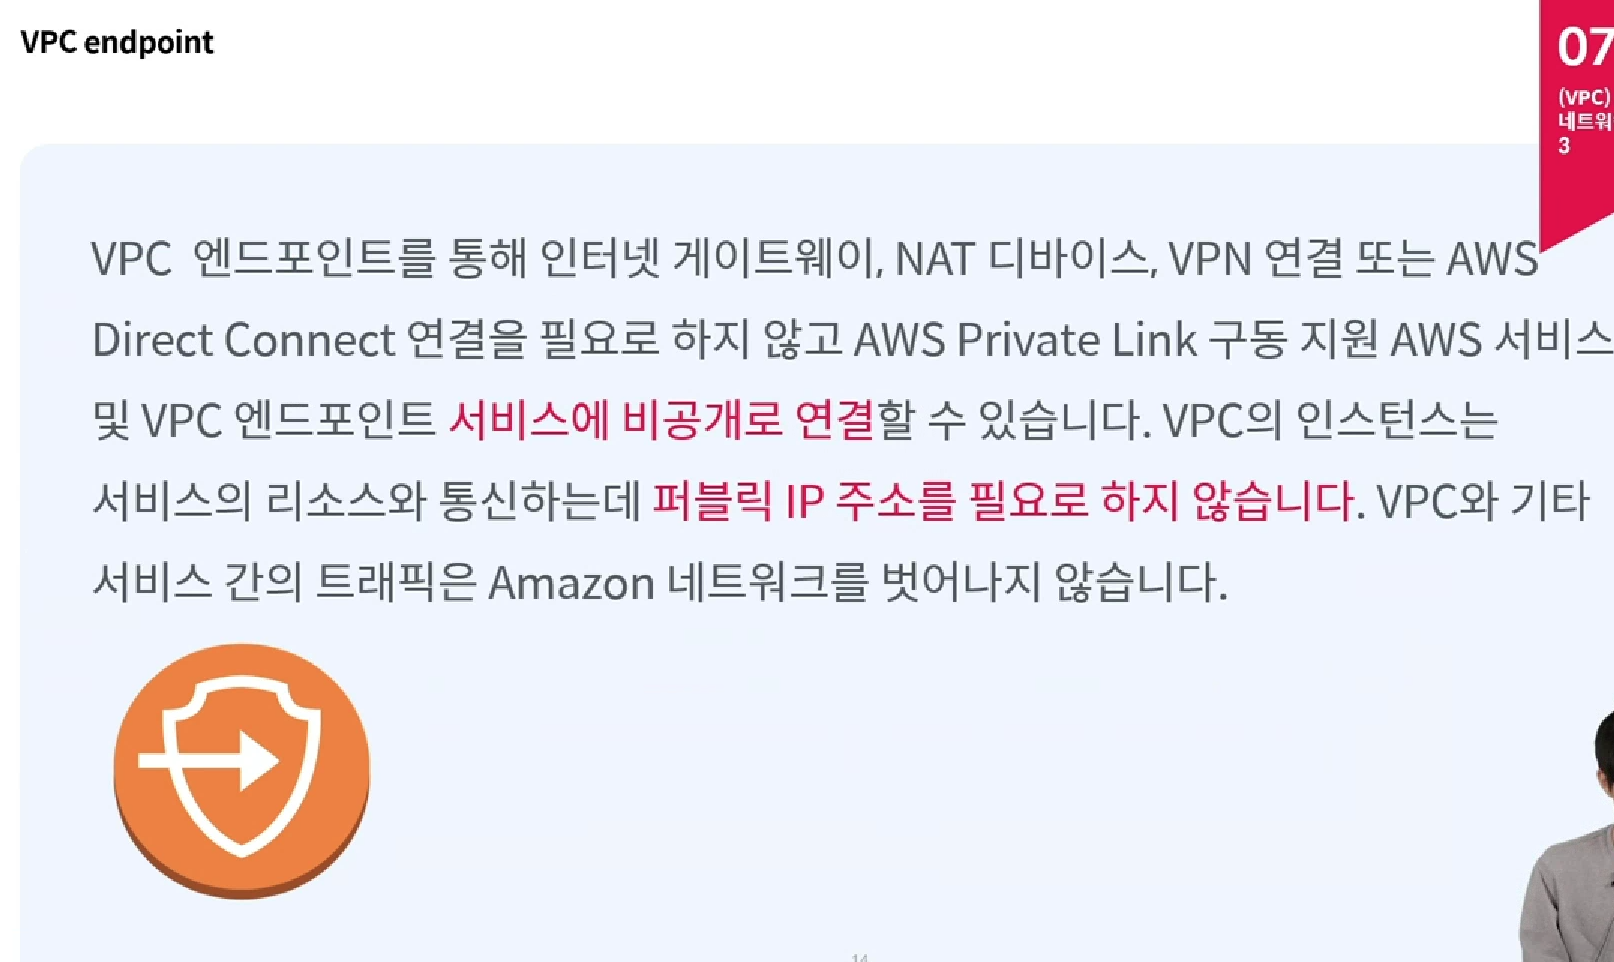 VPC endpoint
07
(VPC)
3
VPC 엔드포인트를 통해 인터넷 게이트웨이, NAT 디바이스, VPN 연결 또는 AWS
Direct Connect 연결을 필요로 하지 않고 AWS Private Link 구동 지원 AWS 서비스
및 VPC 엔드포인트 서비스에 비공개로 연결할 수 있습니다. VPC의 인스턴스는
서비스의 리소스와 통신하는데 퍼블릭 IP 주소를 필요로 하지 않습니다. VPC와 기타
서비스 간의 트래픽은 Amazon 네트워크를 벗어나지 않습니다.
14